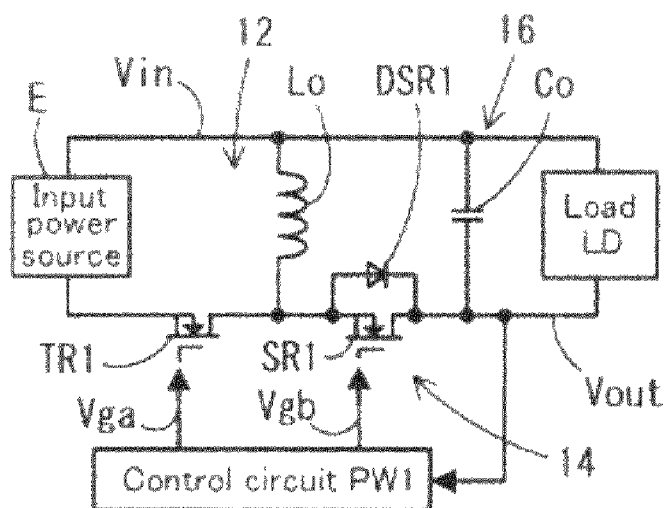 12
16
Vin
Lo
DSR1
Co
E
Input
power
source
Load
LD
TR1
SR1
Vga
Vgb
Vout
14
Control circuit PW1